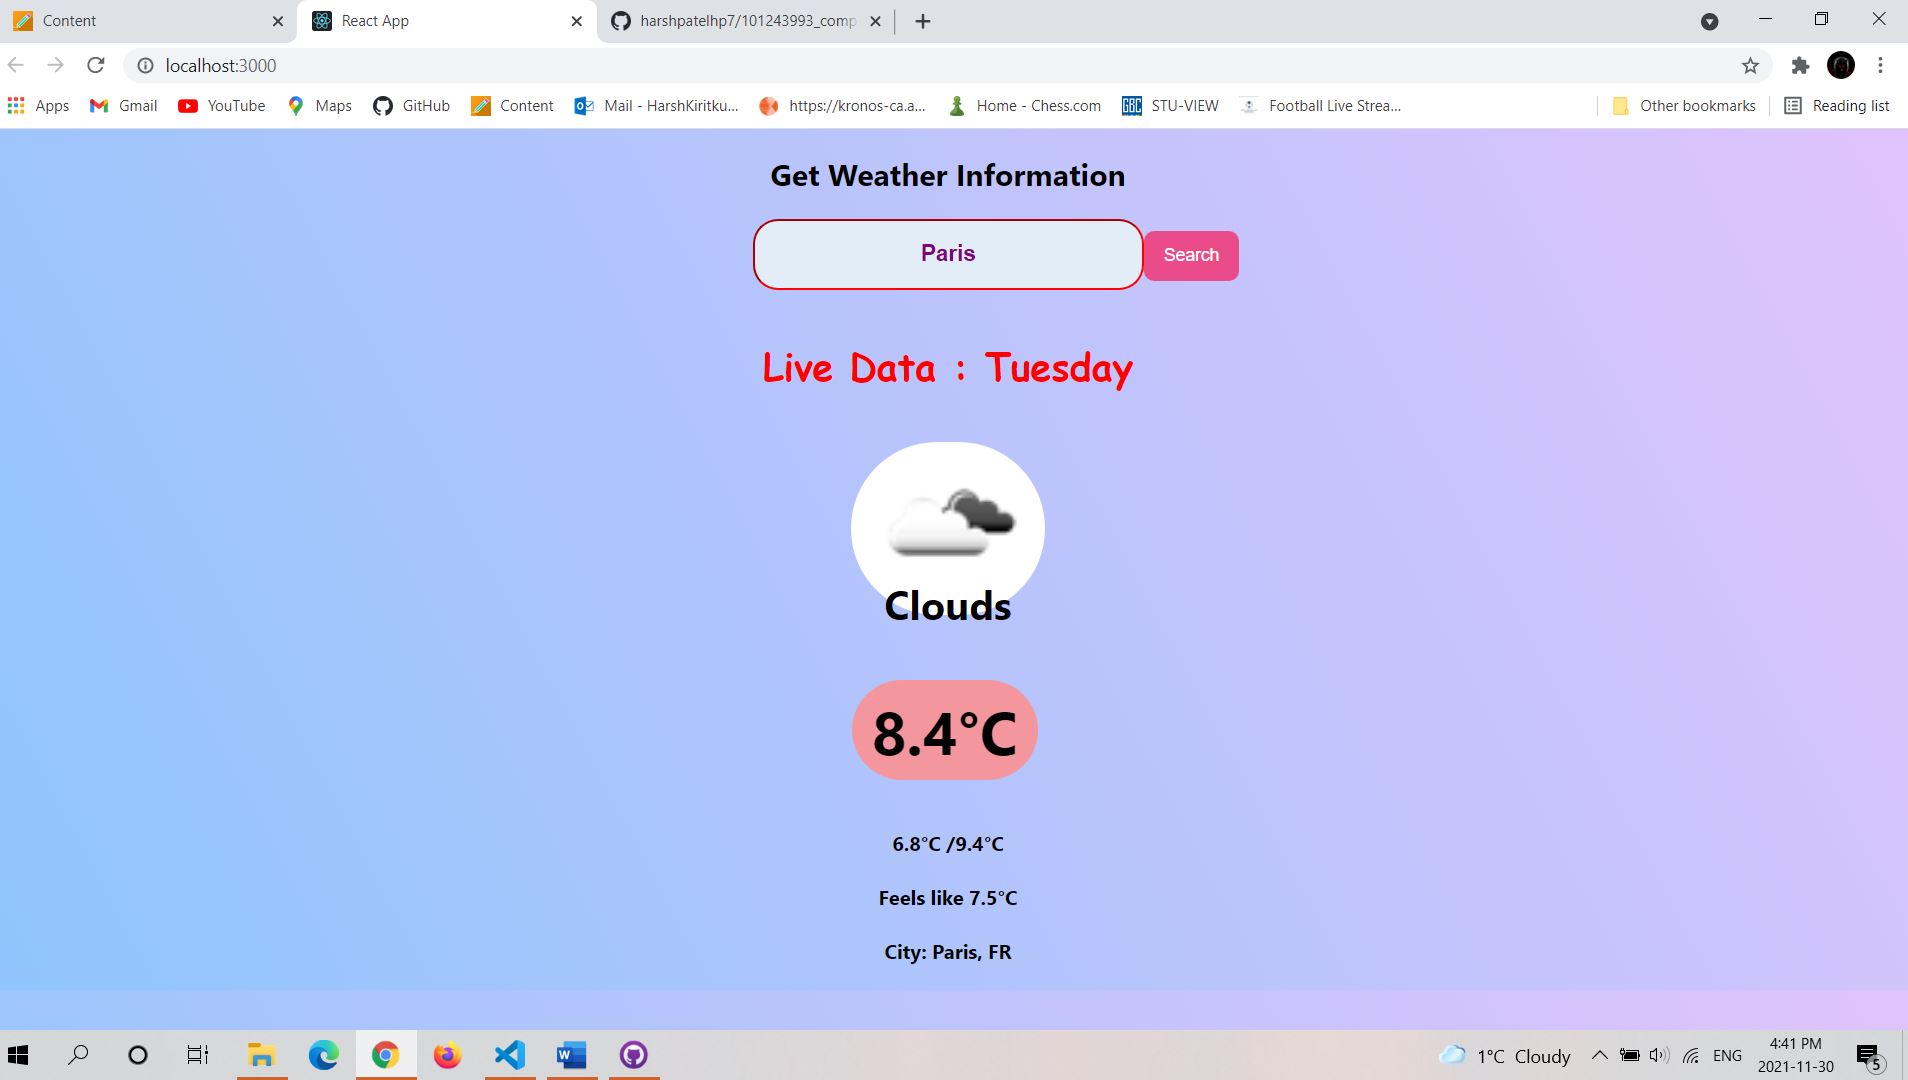 Content
React App
harshpatelhp7/101243993_comp
localhost:3000
Apps Gmail YouTube Maps GitHub Content Mail - HarshKiritku... https://kronos-ca.a... Home - Chess.com GBC STU-VIEW Football Live Strea... Other bookmarks Reading list
Get Weather Information
Paris Search
Live Data : Tuesday
Clouds
8.4°C
6.8°C /9.4°C
Feels like 7.5°C
City: Paris, FR
1°C Cloudy ENG 4:41 PM
2021-11-30
5